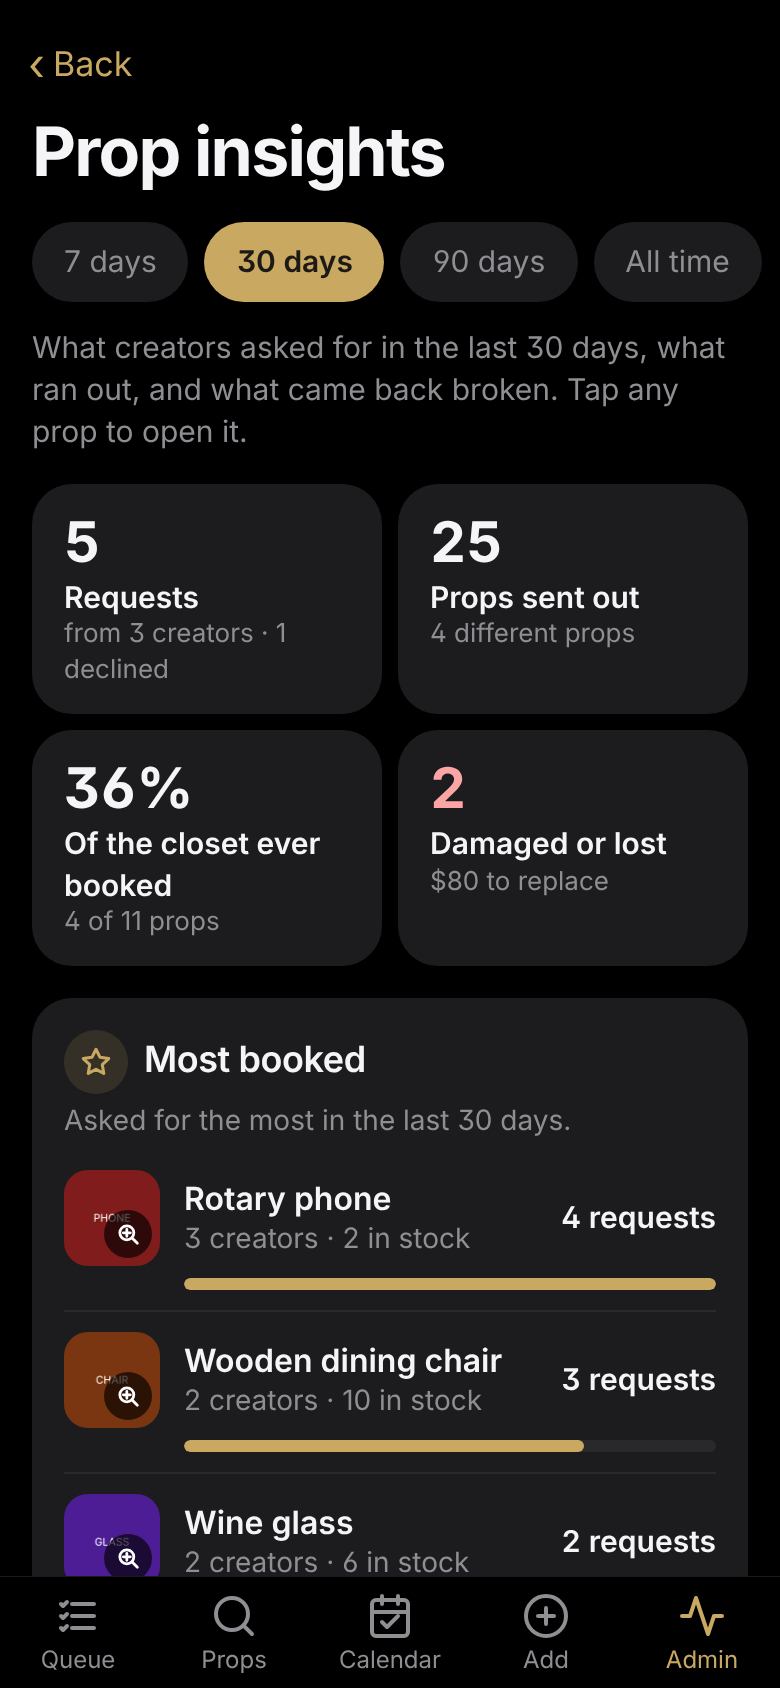 Back
Prop insights
7 days
30 days
90 days
All time
What creators asked for in the last 30 days, what
ran out, and what came back broken. Tap any
prop to open it.
5
Requests
from 3 creators · 1
declined
25
Props sent out
4 different props
36%
Of the closet ever
booked
4 of 11 props
2
Damaged or lost
$80 to replace
Most booked
Asked for the most in the last 30 days.
PHONE
Rotary phone
3 creators · 2 in stock
4 requests
CHAIR
Wooden dining chair
2 creators · 10 in stock
3 requests
GLASS
Wine glass
2 creators · 6 in stock
2 requests
Queue
Props
Calendar
Add
Admin